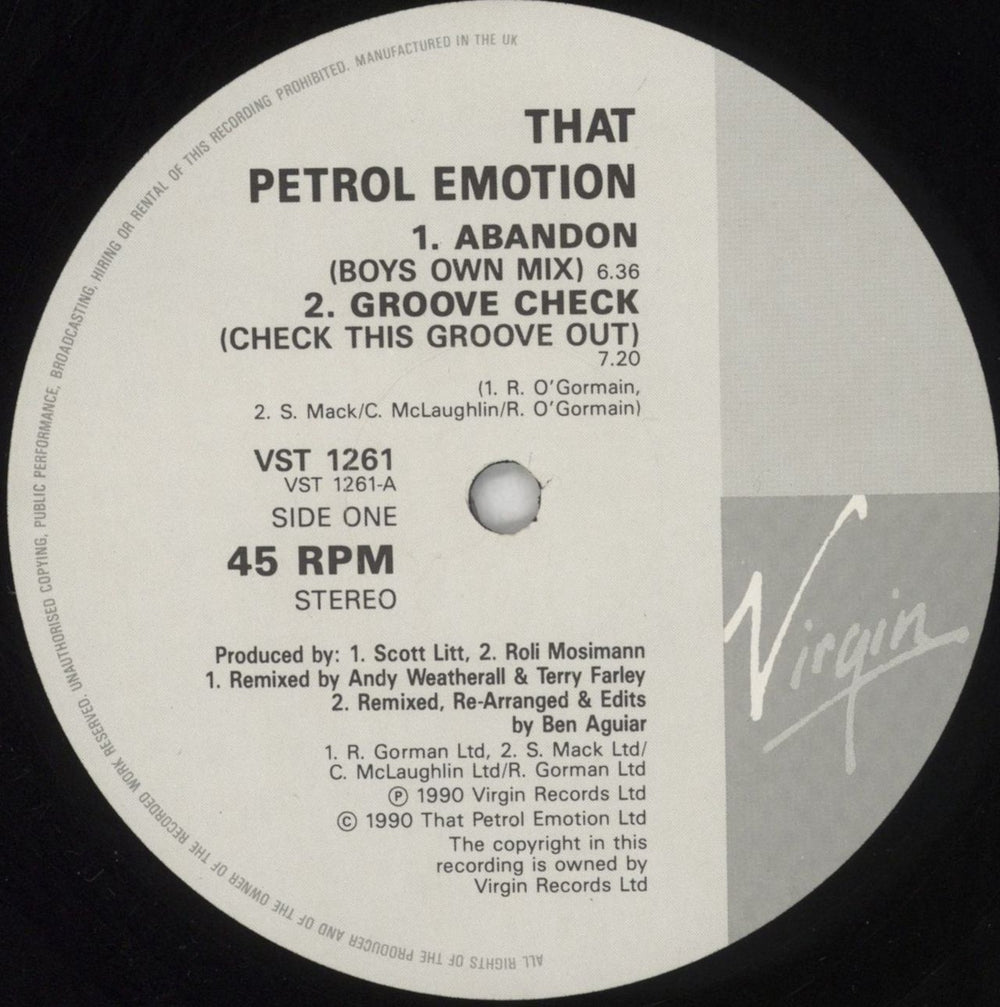 THAT
PETROL EMOTION
1. ABANDON
(BOYS OWN MIX) 6.36
2. GROOVE CHECK
(CHECK THIS GROOVE OUT)
7.20
(1. R. O'Gormain,
2. S. Mack/C. McLaughlin/R. O'Gormain)
VST 1261
VST 1261-A
SIDE ONE
45 RPM
STEREO
Produced by: 1. Scott Litt, 2. Roli Mosimann
1. Remixed by Andy Weatherall & Terry Farley
2. Remixed, Re-Arranged & Edits
by Ben Aguiar
1. R. Gorman Ltd, 2. S. Mack Ltd/
C. McLaughlin Ltd/R. Gorman Ltd
℗ 1990 Virgin Records Ltd
© 1990 That Petrol Emotion Ltd
The copyright in this
recording is owned by
Virgin Records Ltd
Virgin
ALL RIGHTS OF THE PRODUCER AND OF THE OWNER OF THE RECORDED WORK RESERVED. UNAUTHORISED COPYING, PUBLIC PERFORMANCE, BROADCASTING, HIRING OR RENTAL OF THIS RECORDING PROHIBITED. MANUFACTURED IN THE UK